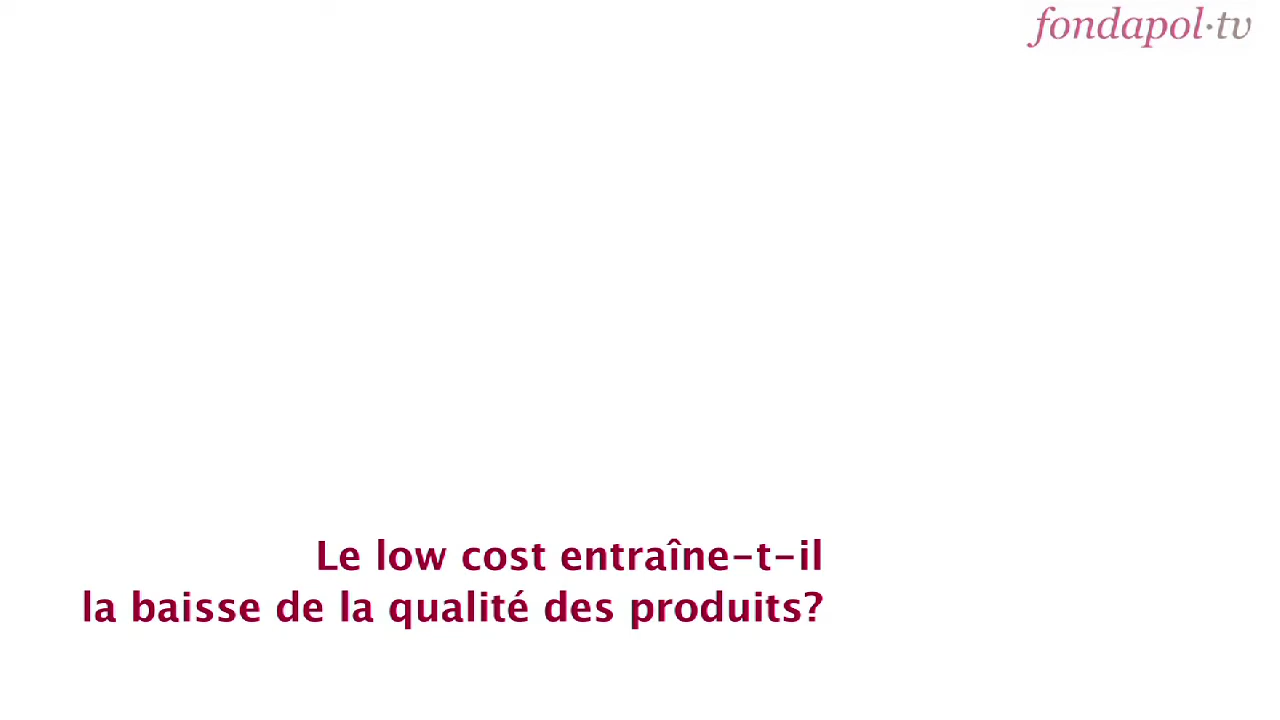 fondapol·tv
Le low cost entraîne-t-il
la baisse de la qualité des produits?